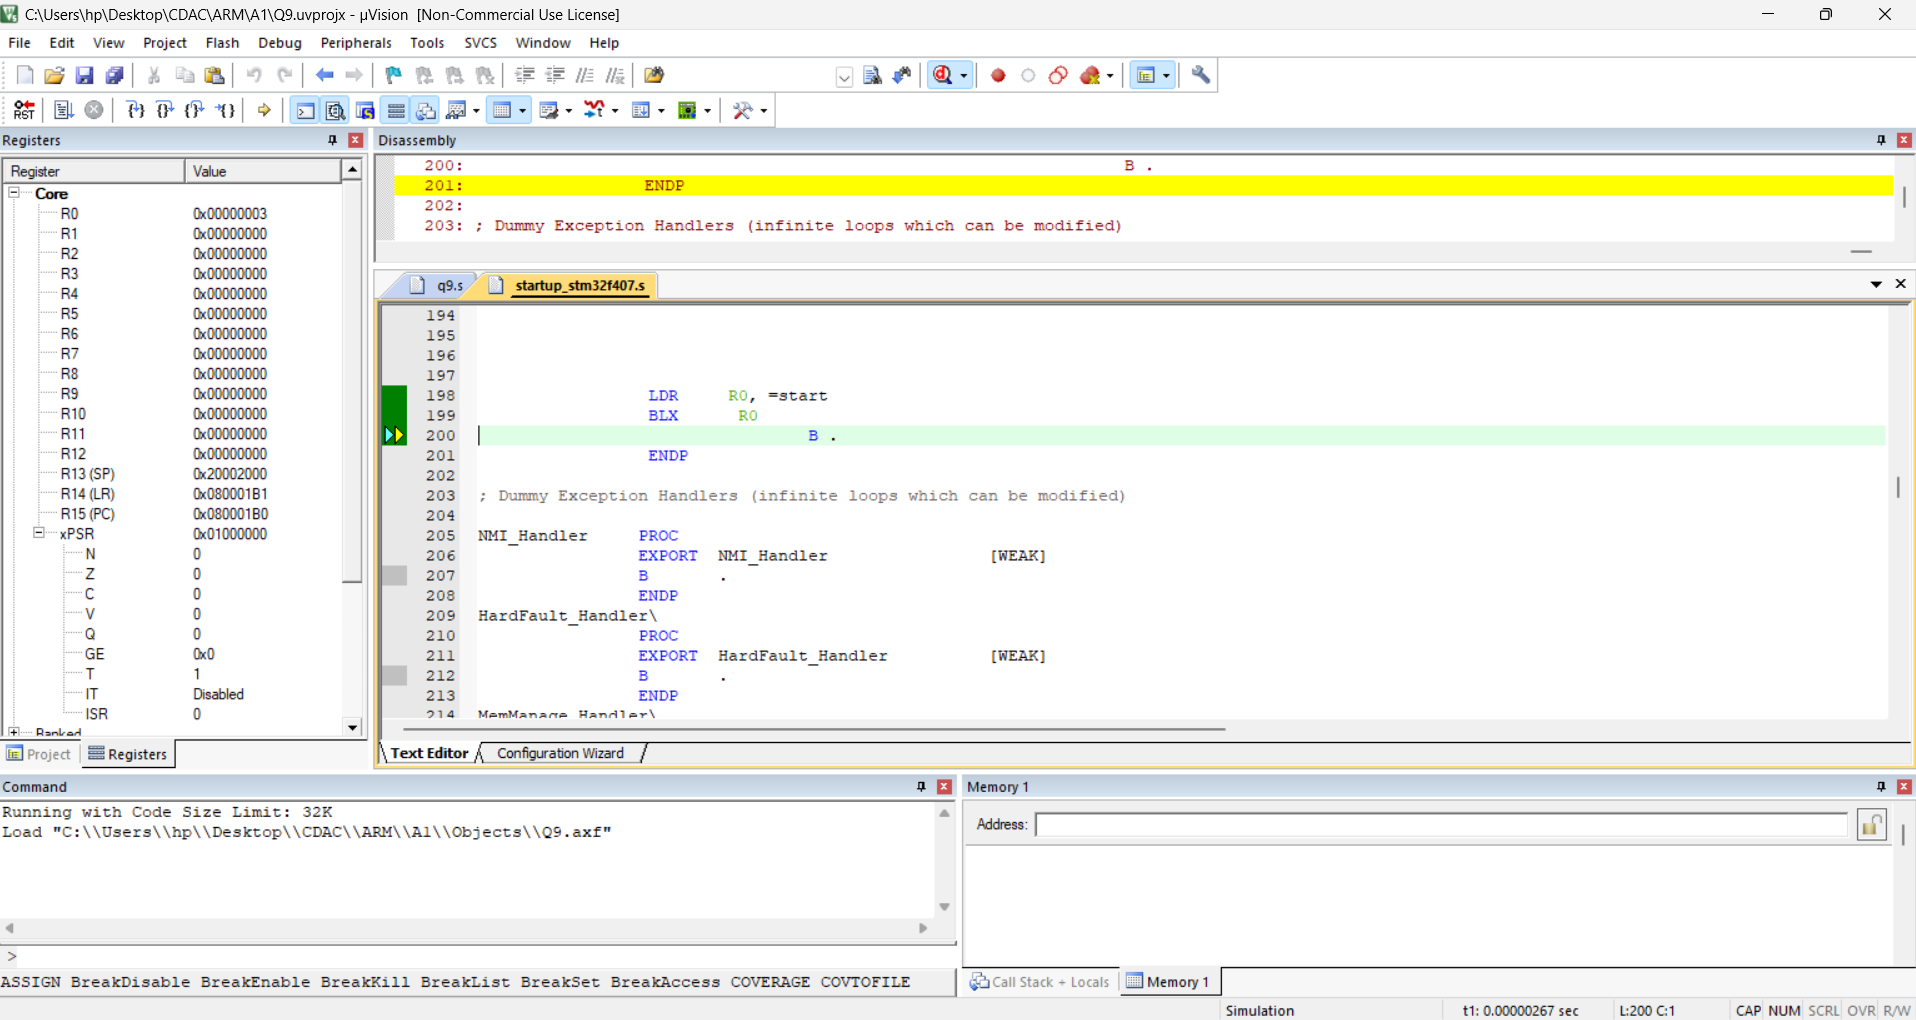 C:\Users\hp\Desktop\CDAC\ARM\A1\Q9.uvprojx - µVision [Non-Commercial Use License]
File Edit View Project Flash Debug Peripherals Tools SVCS Window Help
RST
Registers
Register Value
Core
R0 0x00000003
R1 0x00000000
R2 0x00000000
R3 0x00000000
R4 0x00000000
R5 0x00000000
R6 0x00000000
R7 0x00000000
R8 0x00000000
R9 0x00000000
R10 0x00000000
R11 0x00000000
R12 0x00000000
R13 (SP) 0x20002000
R14 (LR) 0x080001B1
R15 (PC) 0x080001B0
xPSR 0x01000000
N 0
Z 0
C 0
V 0
Q 0
GE 0x0
T 1
IT Disabled
ISR 0
Banked
Project Registers
Disassembly
200: B .
201: ENDP
202:
203: ; Dummy Exception Handlers (infinite loops which can be modified)
q9.s startup_stm32f407.s
194
195
196
197
198 LDR R0, =start
199 BLX R0
200 B .
201 ENDP
202
203 ; Dummy Exception Handlers (infinite loops which can be modified)
204
205 NMI_Handler PROC
206 EXPORT NMI_Handler [WEAK]
207 B .
208 ENDP
209 HardFault_Handler\
210 PROC
211 EXPORT HardFault_Handler [WEAK]
212 B .
213 ENDP
214 MemManage_Handler\
Text Editor Configuration Wizard
Command
Running with Code Size Limit: 32K
Load "C:\\Users\\hp\\Desktop\\CDAC\\ARM\\A1\\Objects\\Q9.axf"
>
ASSIGN BreakDisable BreakEnable BreakKill BreakList BreakSet BreakAccess COVERAGE COVTOFILE
Memory 1
Address:
Call Stack + Locals Memory 1
Simulation t1: 0.00000267 sec L:200 C:1 CAP NUM SCRL OVR R/W